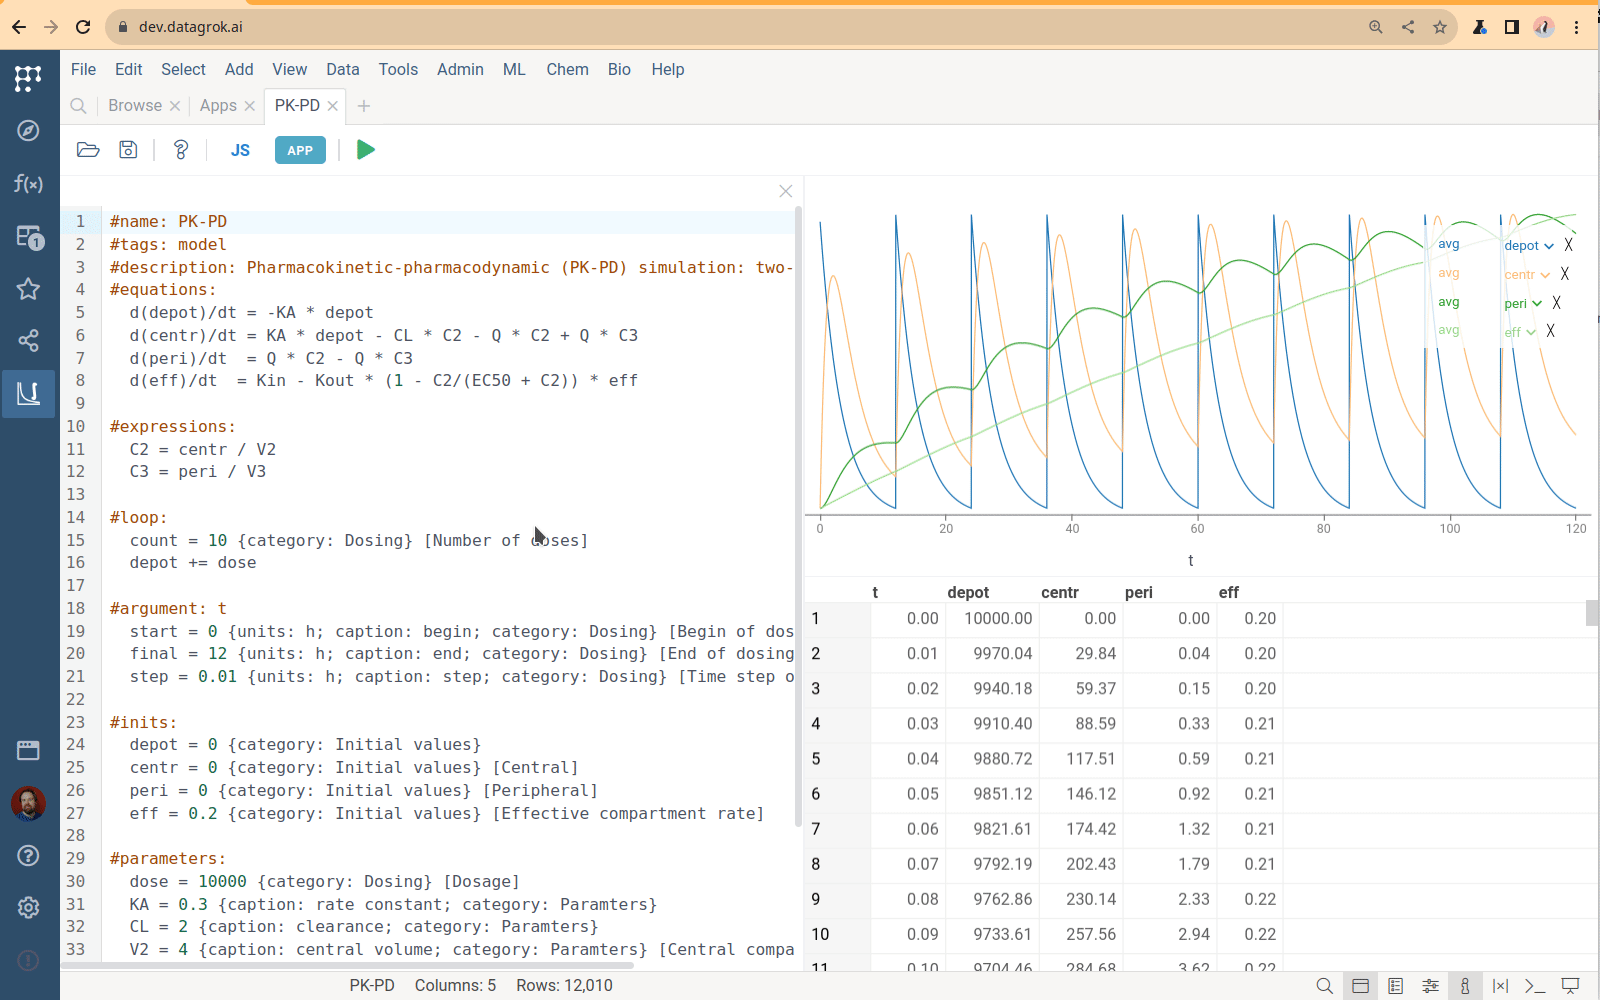 dev.datagrok.ai
File Edit Select Add View Data Tools Admin ML Chem Bio Help
Browse Apps PK-PD
JS APP
f(x)
1
1 #name: PK-PD
2 #tags: model
3 #description: Pharmacokinetic-pharmacodynamic (PK-PD) simulation: two-
4 #equations:
5 d(depot)/dt = -KA * depot
6 d(centr)/dt = KA * depot - CL * C2 - Q * C2 + Q * C3
7 d(peri)/dt  = Q * C2 - Q * C3
8 d(eff)/dt  = Kin - Kout * (1 - C2/(EC50 + C2)) * eff
9
10 #expressions:
11 C2 = centr / V2
12 C3 = peri / V3
13
14 #loop:
15 count = 10 {category: Dosing} [Number of doses]
16 depot += dose
17
18 #argument: t
19 start = 0 {units: h; caption: begin; category: Dosing} [Begin of dos
20 final = 12 {units: h; caption: end; category: Dosing} [End of dosing
21 step = 0.01 {units: h; caption: step; category: Dosing} [Time step o
22
23 #inits:
24 depot = 0 {category: Initial values}
25 centr = 0 {category: Initial values} [Central]
26 peri = 0 {category: Initial values} [Peripheral]
27 eff = 0.2 {category: Initial values} [Effective compartment rate]
28
29 #parameters:
30 dose = 10000 {category: Dosing} [Dosage]
31 KA = 0.3 {caption: rate constant; category: Paramters}
32 CL = 2 {caption: clearance; category: Paramters}
33 V2 = 4 {caption: central volume; category: Paramters} [Central compa
avg depot X
avg centr X
avg peri X
avg eff X
0 20 40 60 80 100 120
t
t depot centr peri eff
1 0.00 10000.00 0.00 0.00 0.20
2 0.01 9970.04 29.84 0.04 0.20
3 0.02 9940.18 59.37 0.15 0.20
4 0.03 9910.40 88.59 0.33 0.21
5 0.04 9880.72 117.51 0.59 0.21
6 0.05 9851.12 146.12 0.92 0.21
7 0.06 9821.61 174.42 1.32 0.21
8 0.07 9792.19 202.43 1.79 0.21
9 0.08 9762.86 230.14 2.33 0.22
10 0.09 9733.61 257.56 2.94 0.22
11 0.10 9704.46 284.68 3.62 0.22
PK-PD Columns: 5 Rows: 12,010